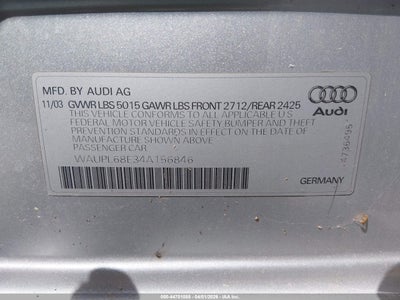 MFD. BY AUDI AG
11/03 GVWR LBS 5015 GAWR LBS FRONT 2712/REAR 2425
THIS VEHICLE CONFORMS TO ALL APPLICABLE U.S.
FEDERAL MOTOR VEHICLE SAFETY BUMPER AND THEFT
PREVENTION STANDARDS IN EFFECT ON THE DATE OF
MANUFACTURE SHOWN ABOVE
PASSENGER CAR
WAUPL68E34A156846
Audi
4736995
GERMANY